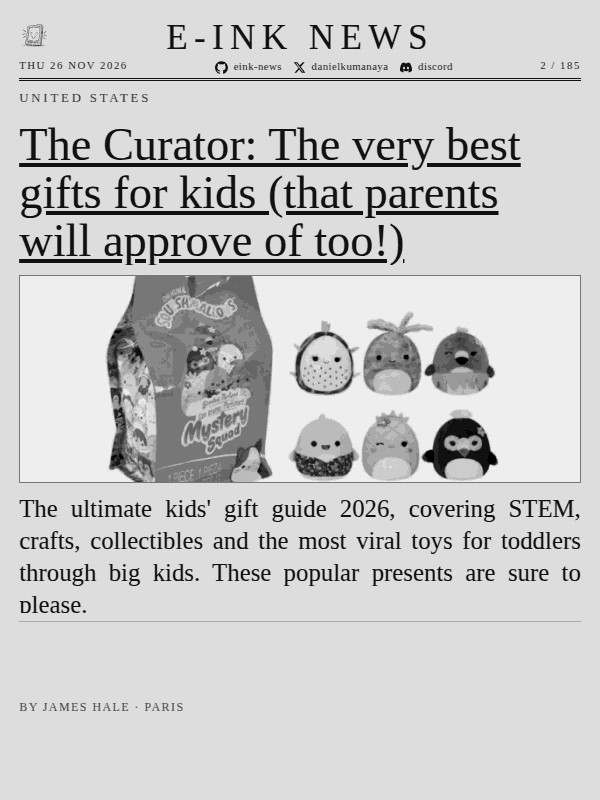 E-INK NEWS
THU 26 NOV 2026
eink-news danielkumanaya discord
2 / 185
UNITED STATES
The Curator: The very best
gifts for kids (that parents
will approve of too!)
ORIGINAL
SQUISHMALLOWS
Mystery
Squad
1 PIECE 1 PIEZA
The ultimate kids' gift guide 2026, covering STEM,
crafts, collectibles and the most viral toys for toddlers
through big kids. These popular presents are sure to
please.
BY JAMES HALE · PARIS